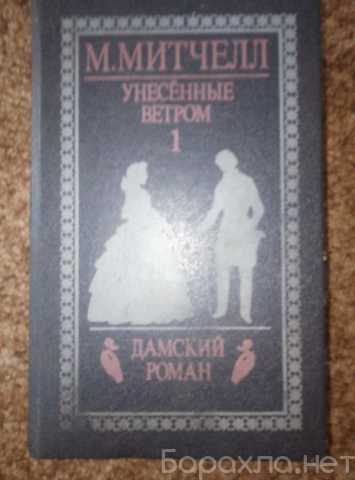 М.МИТЧЕЛЛ
УНЕСЁННЫЕ
ВЕТРОМ
1
ДАМСКИЙ
РОМАН
Барахла.нет